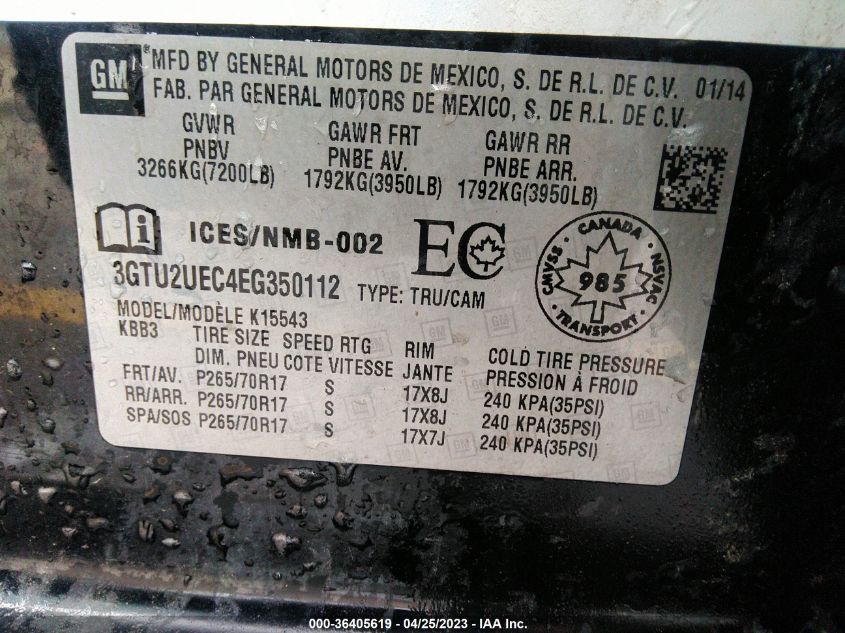 GM
MFD BY GENERAL MOTORS DE MEXICO, S. DE R.L. DE C.V. 01/14
FAB. PAR GENERAL MOTORS DE MEXICO, S. DE R.L. DE C.V.
GVWR GAWR FRT GAWR RR
PNBV PNBE AV. PNBE ARR.
3266KG(7200LB) 1792KG(3950LB) 1792KG(3950LB)
i ICES/NMB-002 EC
CMVSS · CANADA · NSVAC
985
TRANSPORT
3GTU2UEC4EG350112 TYPE: TRU/CAM
MODEL/MODÈLE K15543
KBB3 TIRE SIZE SPEED RTG RIM COLD TIRE PRESSURE
DIM. PNEU COTE VITESSE JANTE PRESSION À FROID
FRT/AV. P265/70R17 S 17X8J 240 KPA(35PSI)
RR/ARR. P265/70R17 S 17X8J 240 KPA(35PSI)
SPA/SOS P265/70R17 S 17X7J 240 KPA(35PSI)
000-36405619 - 04/25/2023 - IAA Inc.